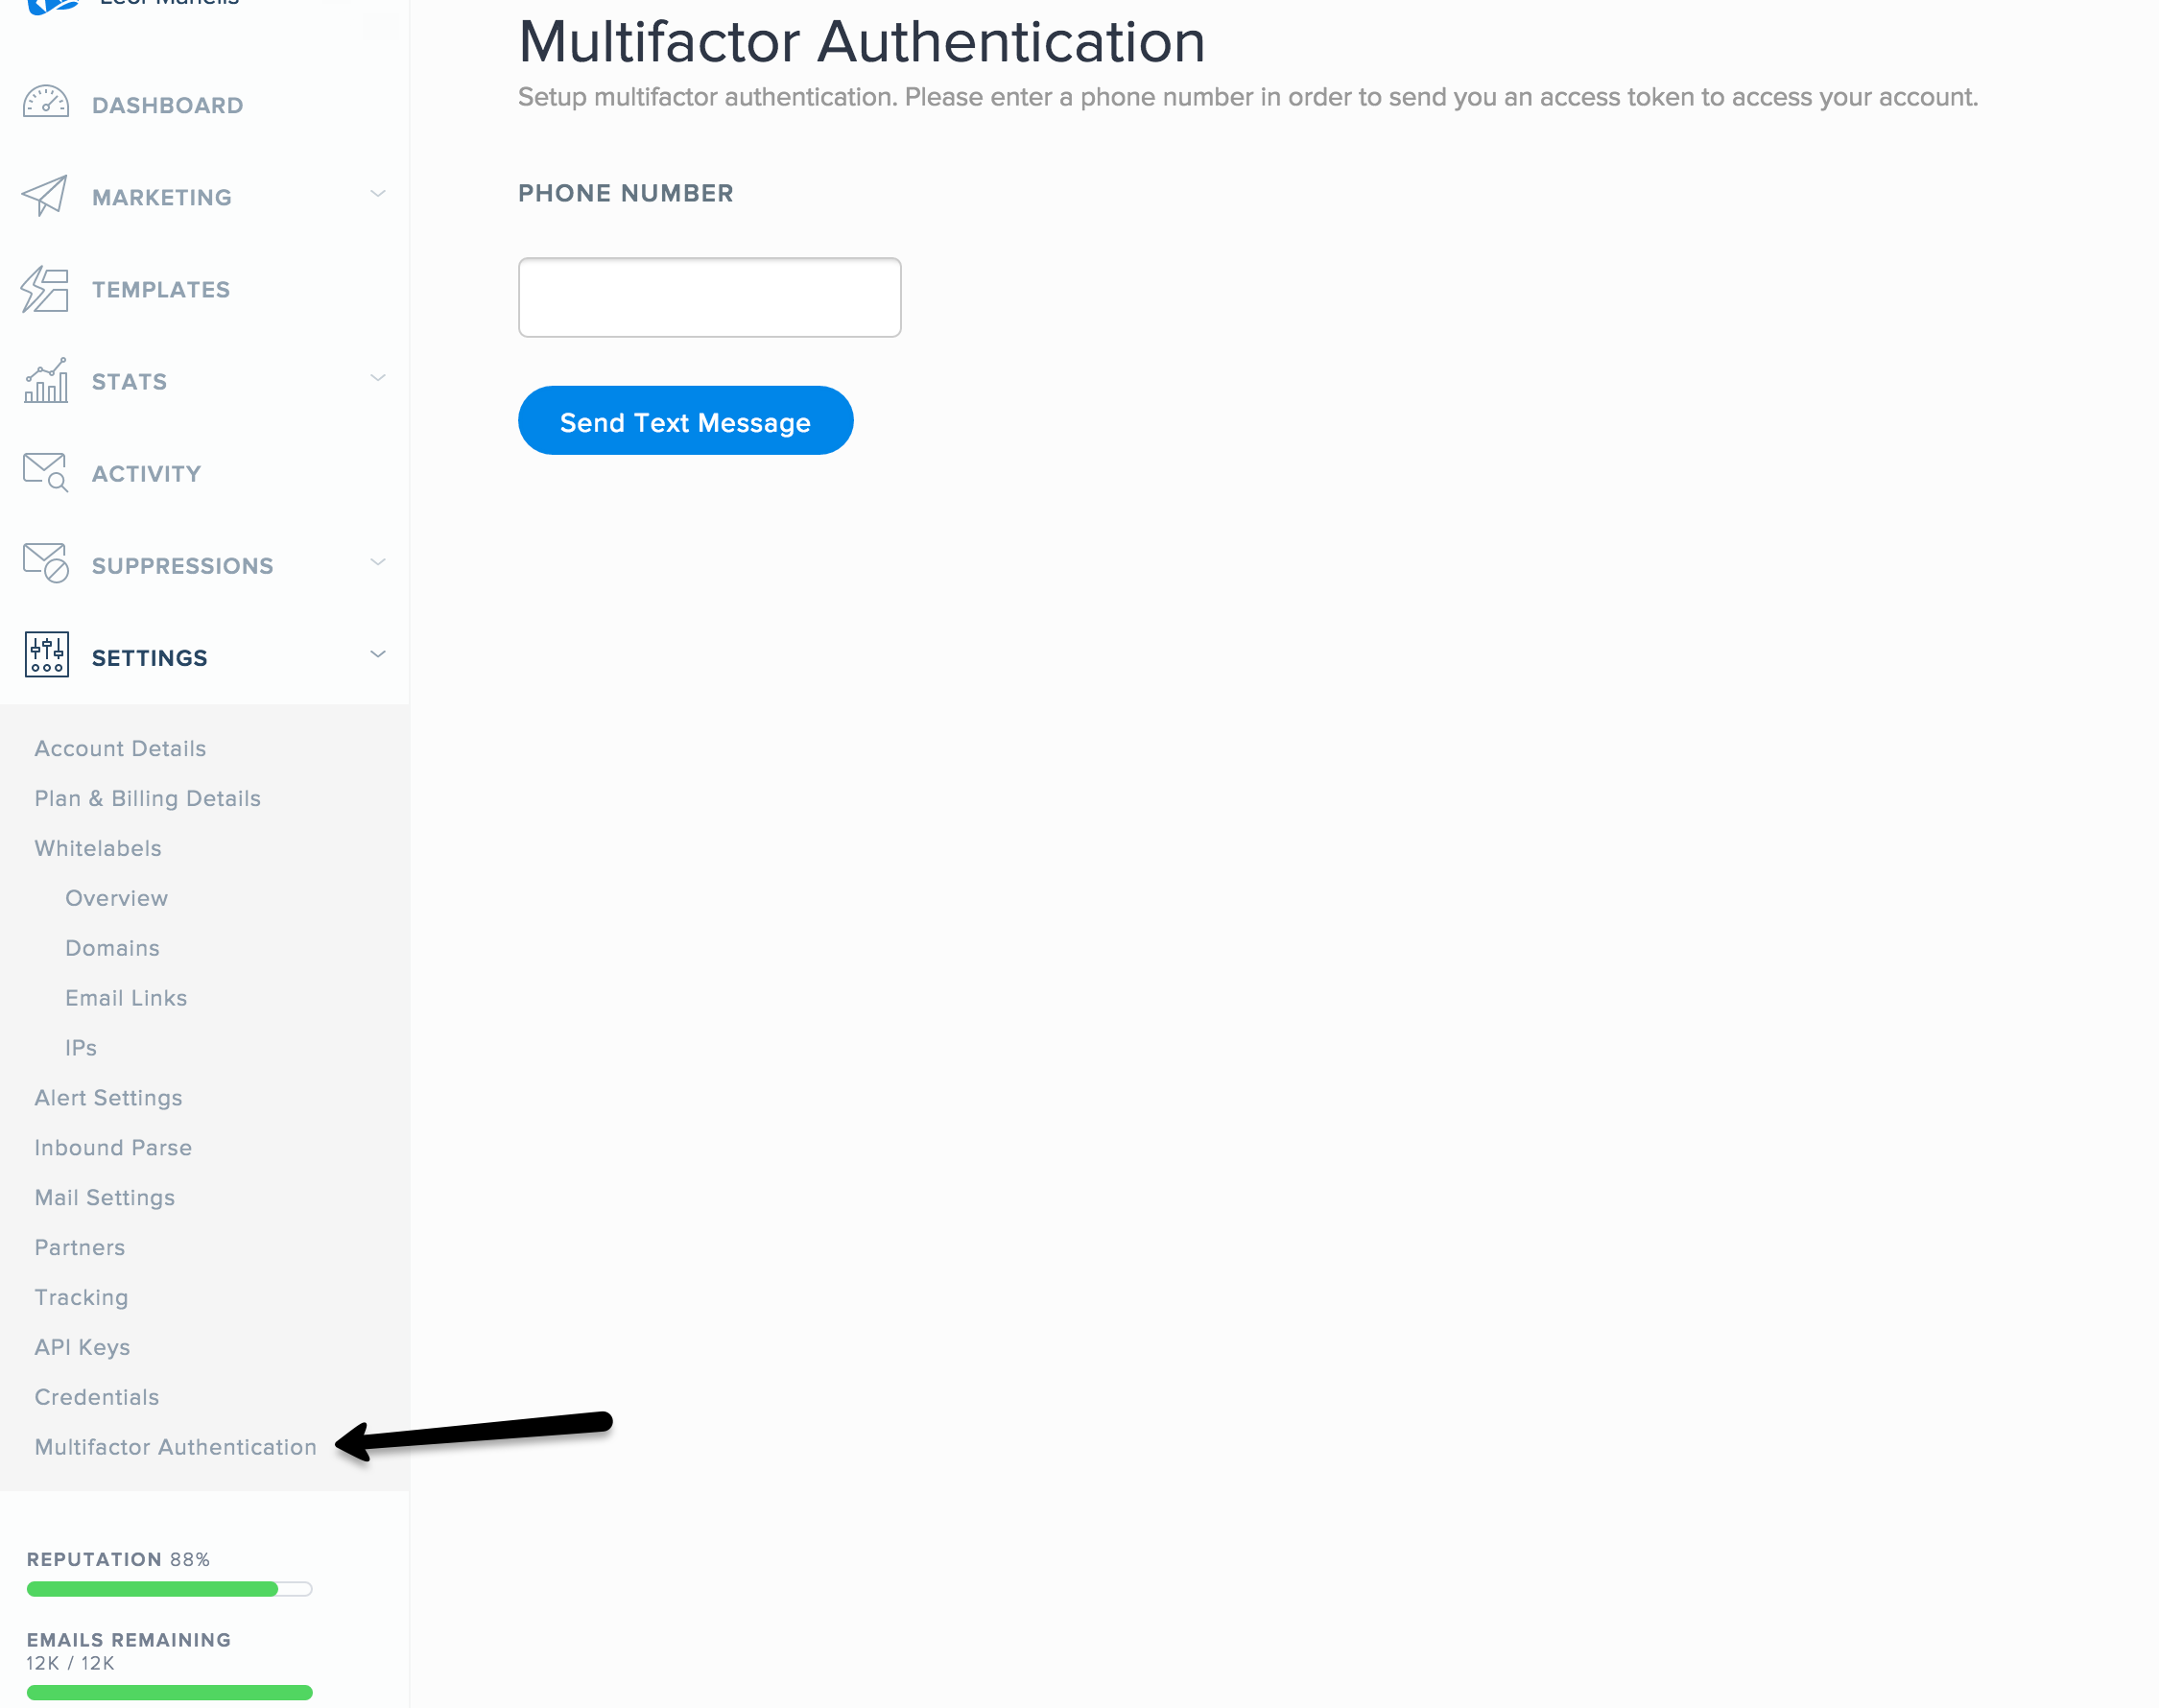 DASHBOARD
MARKETING
TEMPLATES
STATS
ACTIVITY
SUPPRESSIONS
SETTINGS
Account Details
Plan & Billing Details
Whitelabels
Overview
Domains
Email Links
IPs
Alert Settings
Inbound Parse
Mail Settings
Partners
Tracking
API Keys
Credentials
Multifactor Authentication
REPUTATION 88%
EMAILS REMAINING
12K / 12K
Multifactor Authentication
Setup multifactor authentication. Please enter a phone number in order to send you an access token to access your account.
PHONE NUMBER
Send Text Message